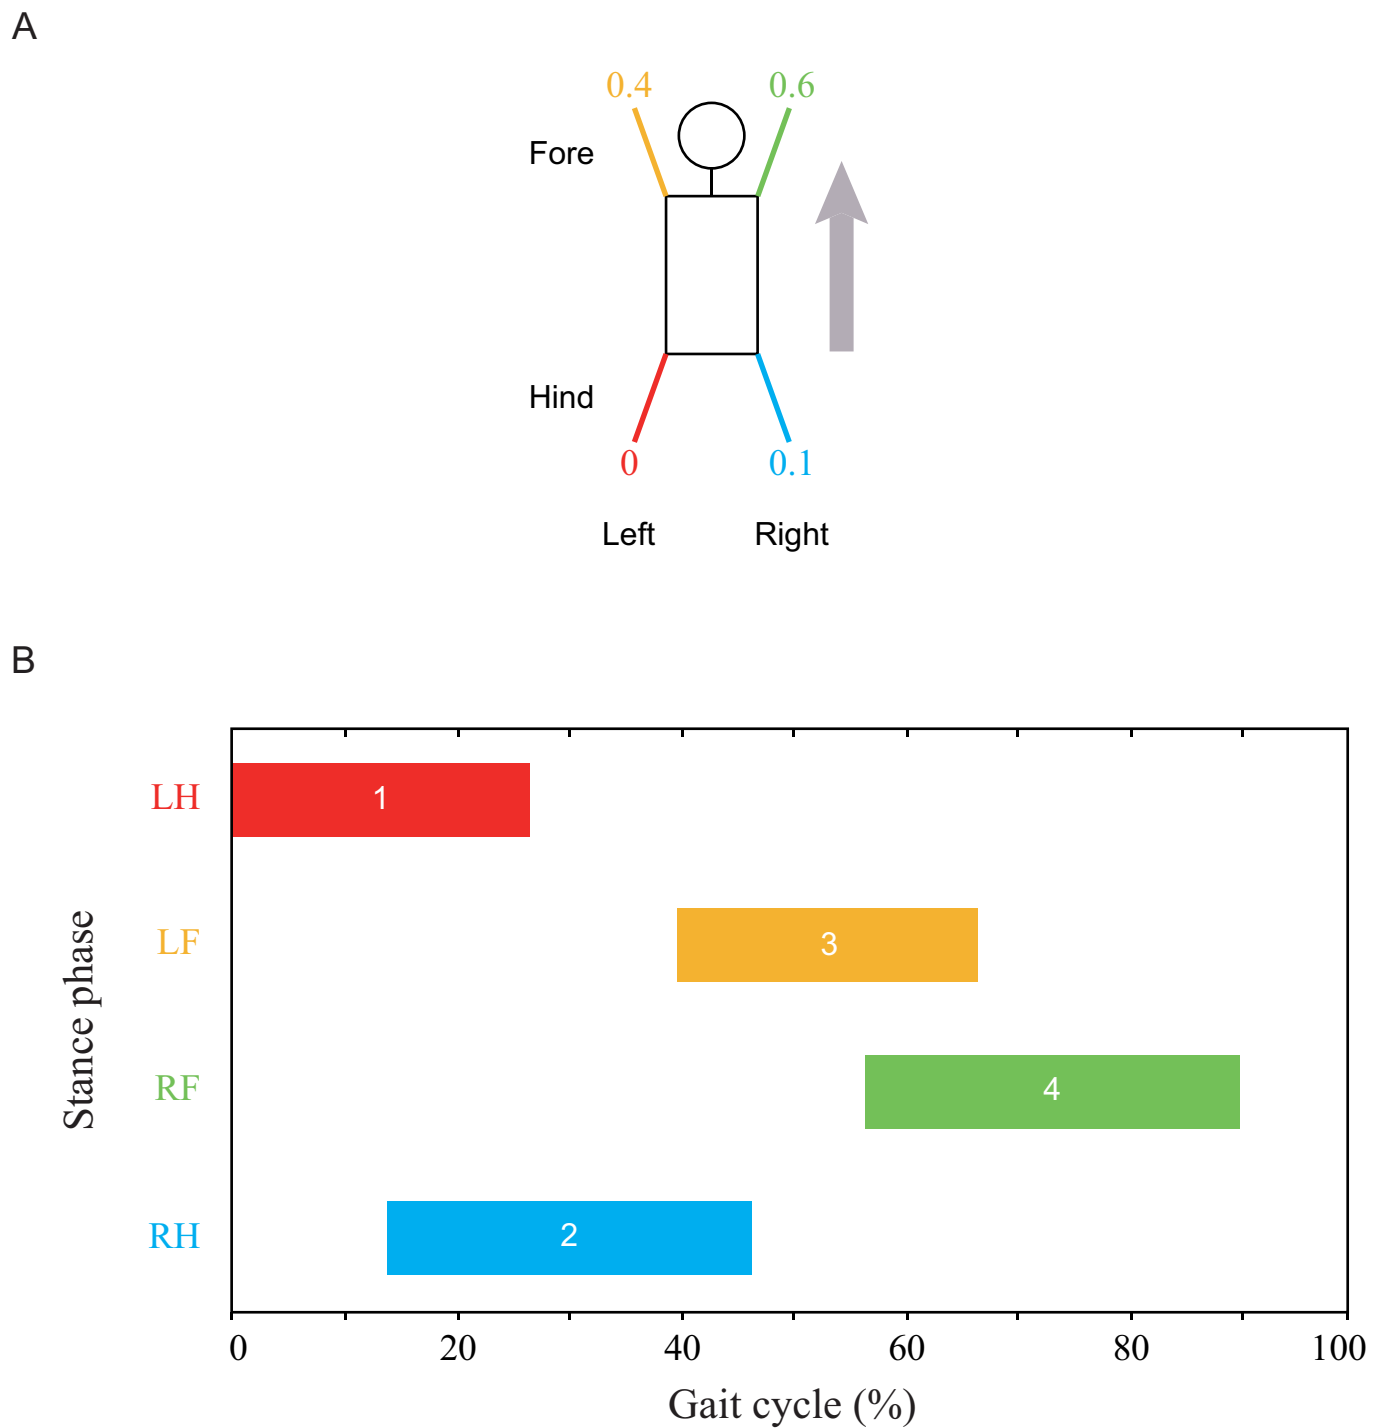 A
0.4 0.6
Fore
Hind
0 0.1
Left Right
B
LH 1
LF 3
RF 4
RH 2
Stance phase
0 20 40 60 80 100
Gait cycle (%)